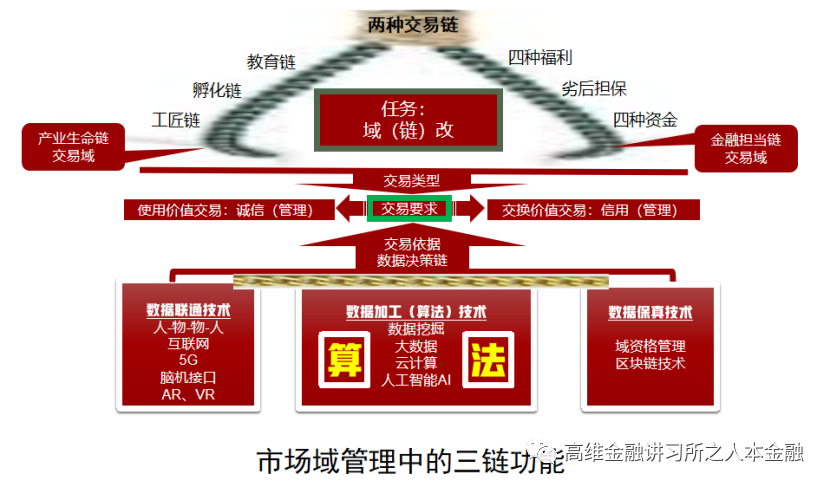 两种交易链
教育链
孵化链
工匠链
四种福利
劣后担保
四种资金
任务：
域（链）改
产业生命链
交易域
金融担当链
交易域
交易类型
使用价值交易：诚信（管理）
交易要求
交换价值交易：信用（管理）
交易依据
数据决策链
数据联通技术
人-物-物-人
互联网
5G
脑机接口
AR、VR
数据加工（算法）技术
数据挖掘
大数据
云计算
人工智能AI
算
法
数据保真技术
域资格管理
区块链技术
市场域管理中的三链功能
高维金融讲习所之人本金融